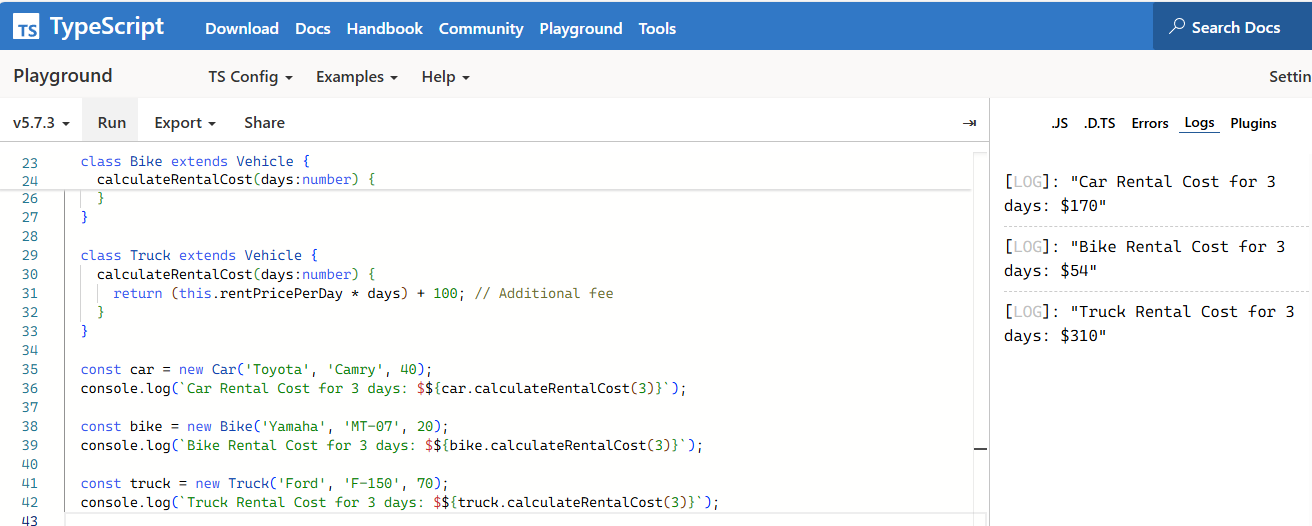 TS TypeScript Download Docs Handbook Community Playground Tools Search Docs
Playground TS Config Examples Help Settin
v5.7.3 Run Export Share
.JS .D.TS Errors Logs Plugins
23 class Bike extends Vehicle {
24 calculateRentalCost(days:number) {
26 }
27 }
28
29 class Truck extends Vehicle {
30 calculateRentalCost(days:number) {
31 return (this.rentPricePerDay * days) + 100; // Additional fee
32 }
33 }
34
35 const car = new Car('Toyota', 'Camry', 40);
36 console.log(`Car Rental Cost for 3 days: $${car.calculateRentalCost(3)}`);
37
38 const bike = new Bike('Yamaha', 'MT-07', 20);
39 console.log(`Bike Rental Cost for 3 days: $${bike.calculateRentalCost(3)}`);
40
41 const truck = new Truck('Ford', 'F-150', 70);
42 console.log(`Truck Rental Cost for 3 days: $${truck.calculateRentalCost(3)}`);
43
[LOG]: "Car Rental Cost for 3
days: $170"
[LOG]: "Bike Rental Cost for 3
days: $54"
[LOG]: "Truck Rental Cost for 3
days: $310"